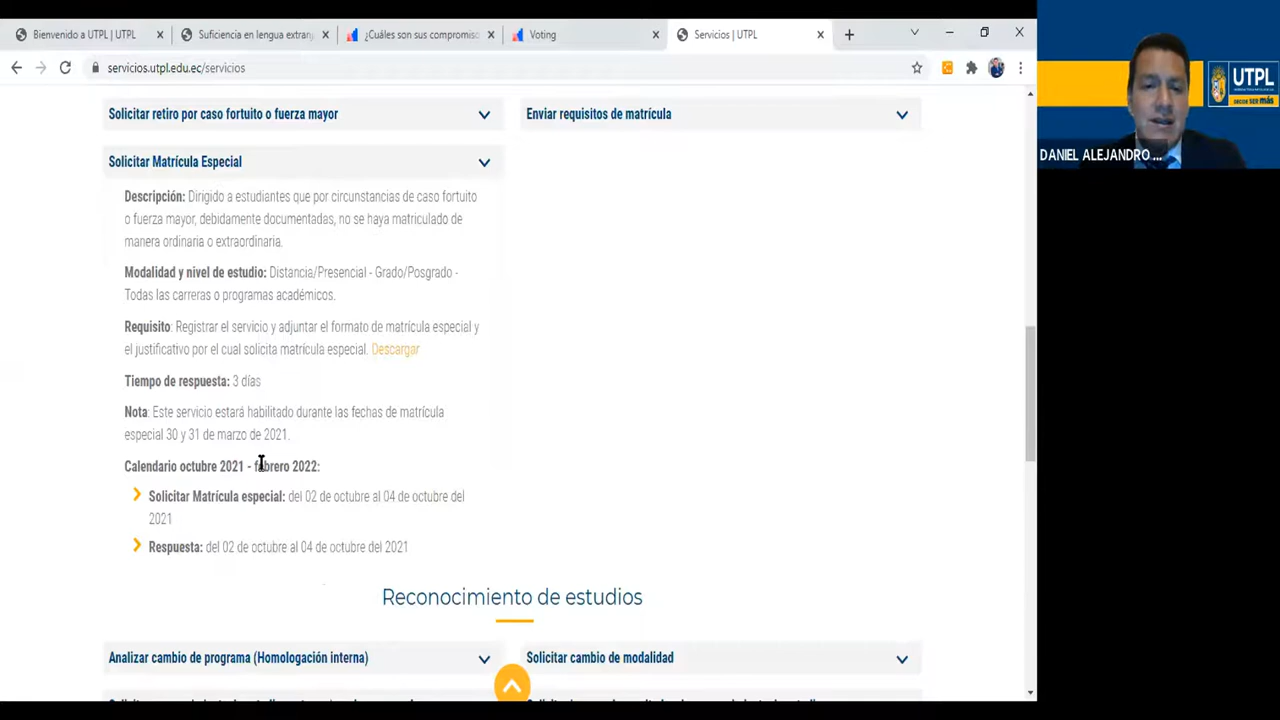 Bienvenido a UTPL | UTPL
Suficiencia en lengua extran
¿Cuáles son sus compromiso
Voting
Servicios | UTPL
servicios.utpl.edu.ec/servicios
UTPL
DECIDE SER MÁS
DANIEL ALEJANDRO ...
Solicitar retiro por caso fortuito o fuerza mayor
Enviar requisitos de matrícula
Solicitar Matrícula Especial
Descripción: Dirigido a estudiantes que por circunstancias de caso fortuito
o fuerza mayor, debidamente documentadas, no se haya matriculado de
manera ordinaria o extraordinaria.
Modalidad y nivel de estudio: Distancia/Presencial - Grado/Posgrado -
Todas las carreras o programas académicos.
Requisito: Registrar el servicio y adjuntar el formato de matrícula especial y
el justificativo por el cual solicita matrícula especial. Descargar
Tiempo de respuesta: 3 días
Nota: Este servicio estará habilitado durante las fechas de matrícula
especial 30 y 31 de marzo de 2021.
Calendario octubre 2021 - febrero 2022:
Solicitar Matrícula especial: del 02 de octubre al 04 de octubre del
2021
Respuesta: del 02 de octubre al 04 de octubre del 2021
Reconocimiento de estudios
Analizar cambio de programa (Homologación interna)
Solicitar cambio de modalidad